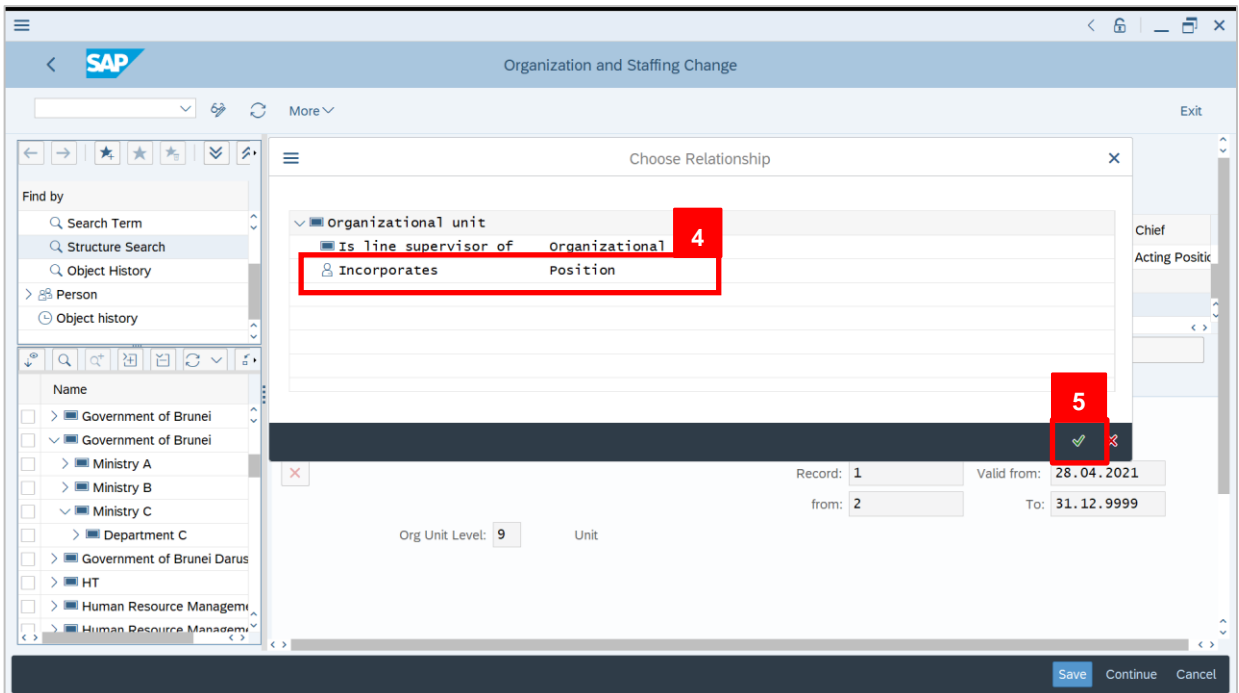 SAP
Organization and Staffing Change
More
Exit
Find by
Search Term
Structure Search
Object History
Person
Object history
Name
Government of Brunei
Government of Brunei
Ministry A
Ministry B
Ministry C
Department C
Government of Brunei Darus
HT
Human Resource Manageme
Human Resource Manageme
Choose Relationship
Organizational unit
Is line supervisor of Organizational
4
Incorporates Position
5
Chief
Acting Positic
Record: 1 Valid from: 28.04.2021
from: 2 To: 31.12.9999
Org Unit Level: 9 Unit
Save Continue Cancel